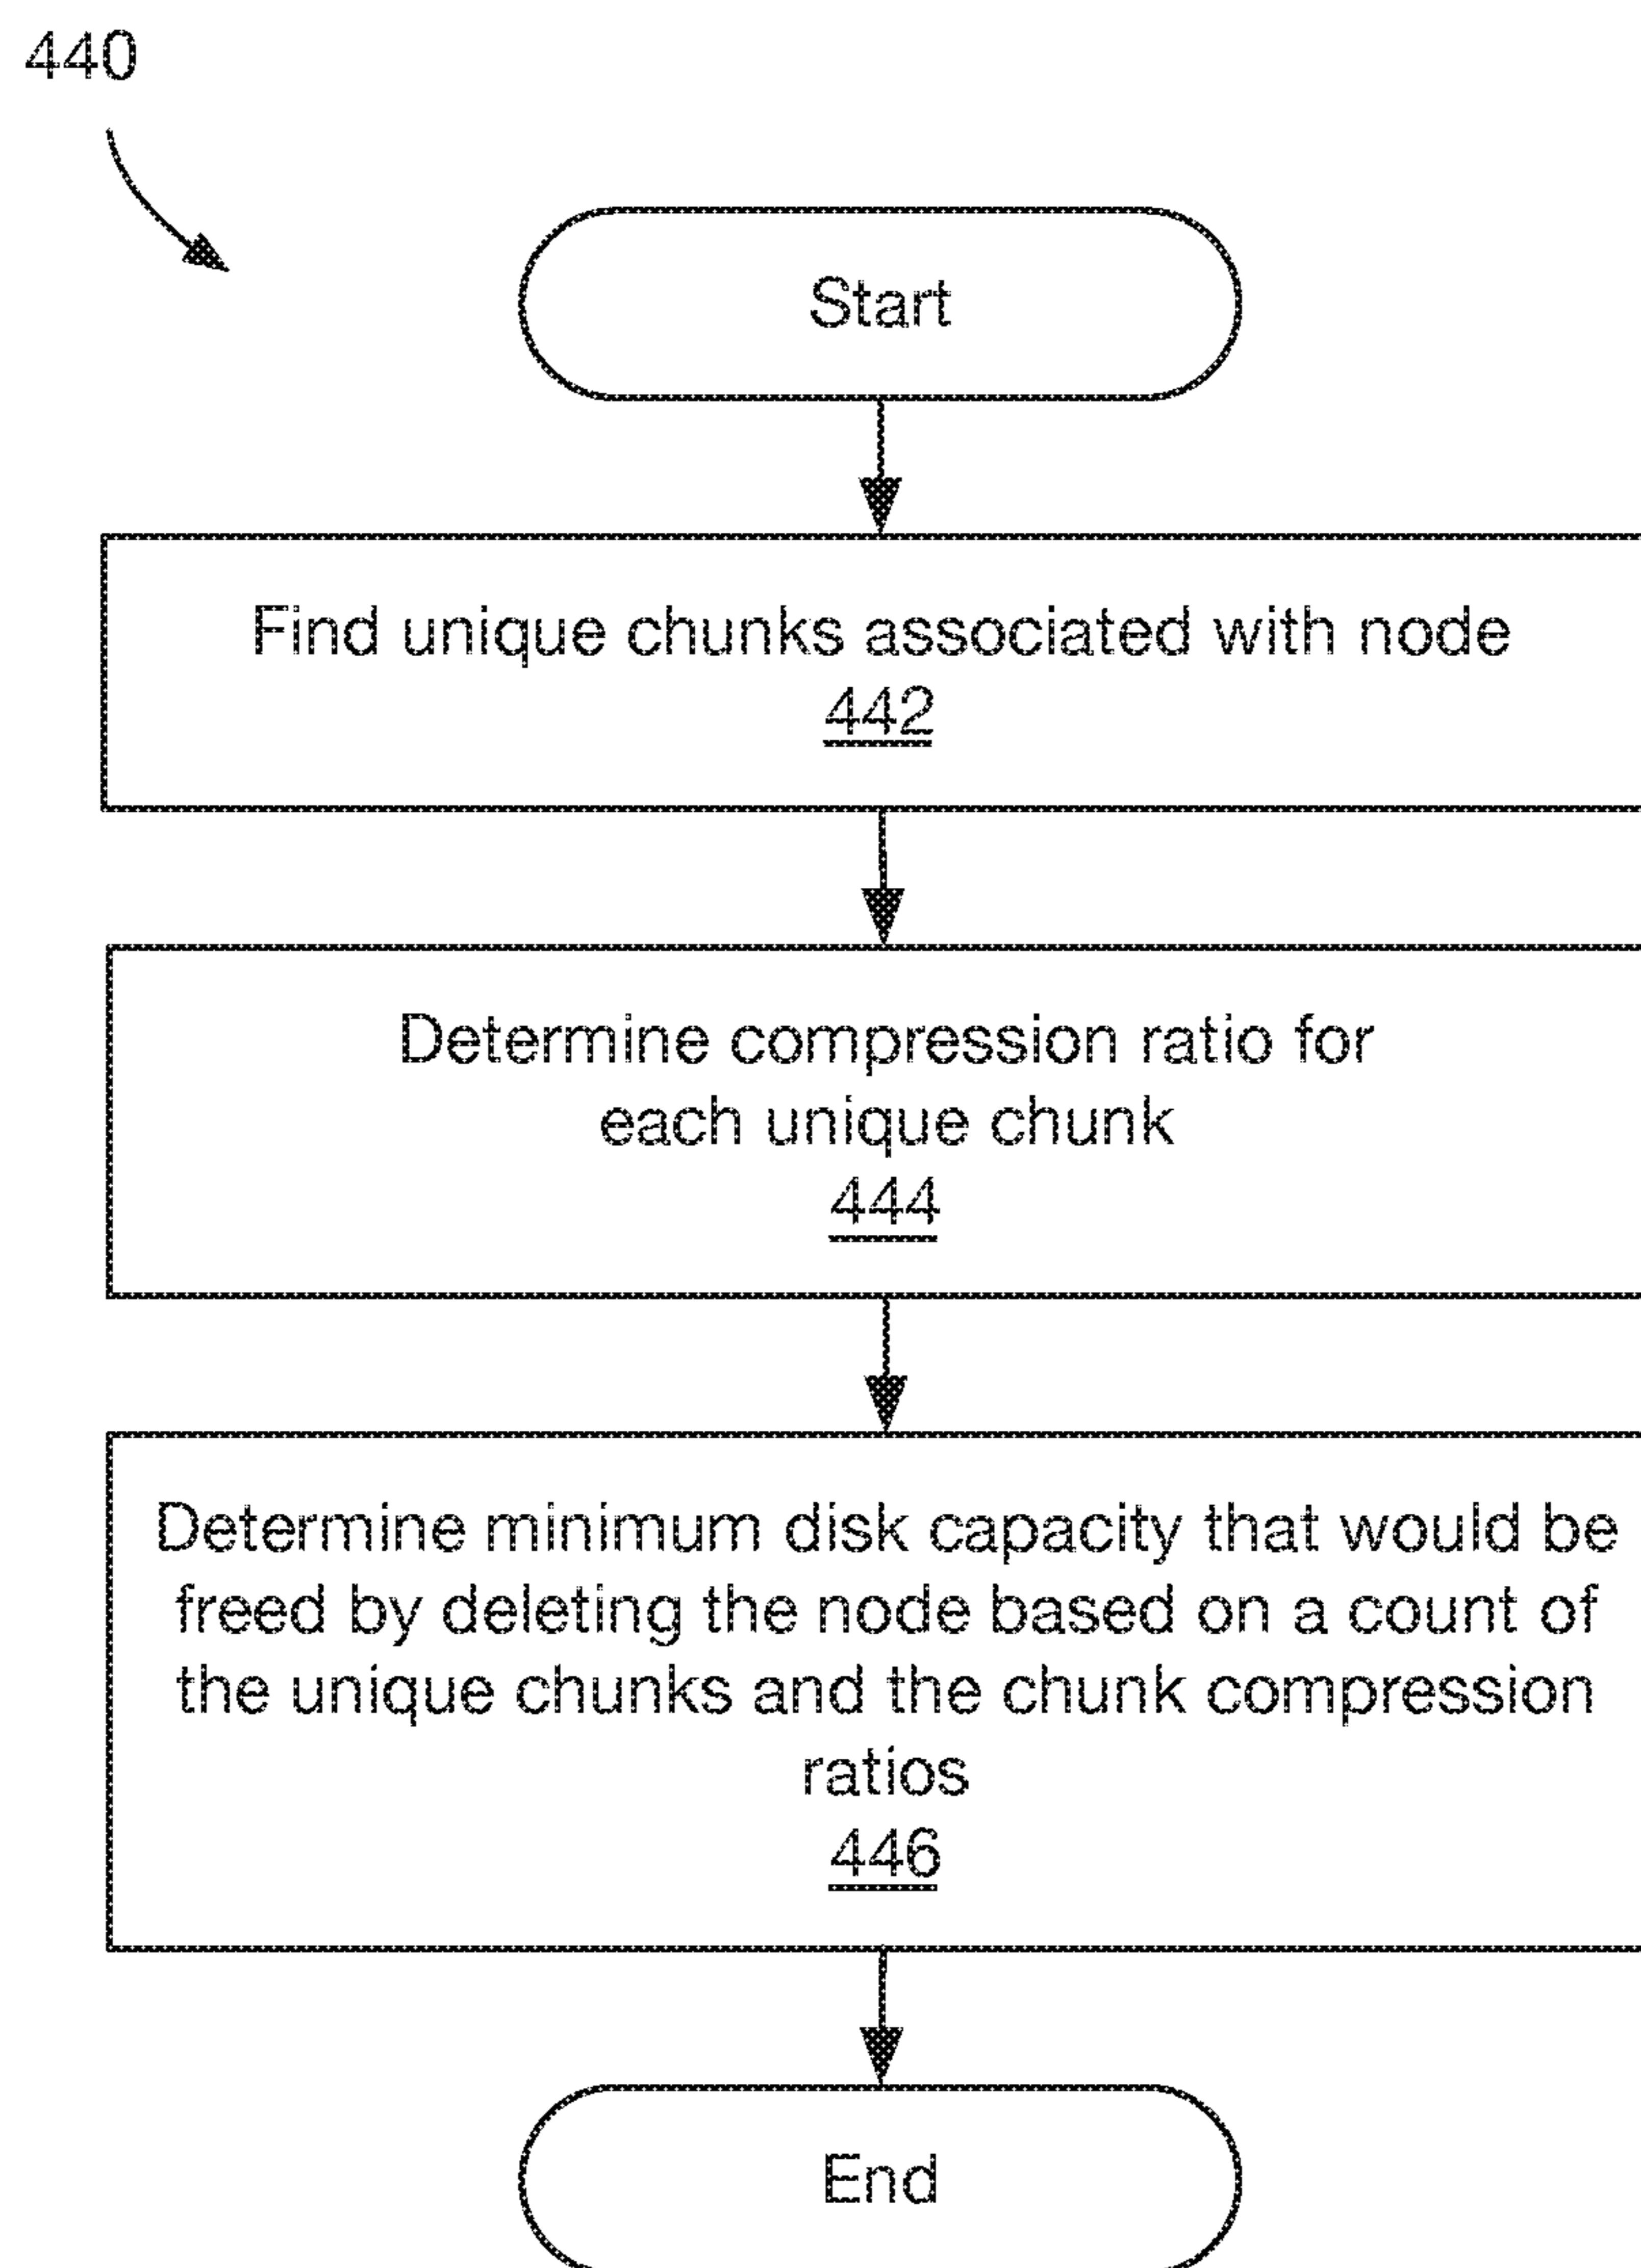 440
Start
Find unique chunks associated with node
442
Determine compression ratio for
each unique chunk
444
Determine minimum disk capacity that would be
freed by deleting the node based on a count of
the unique chunks and the chunk compression
ratios
446
End